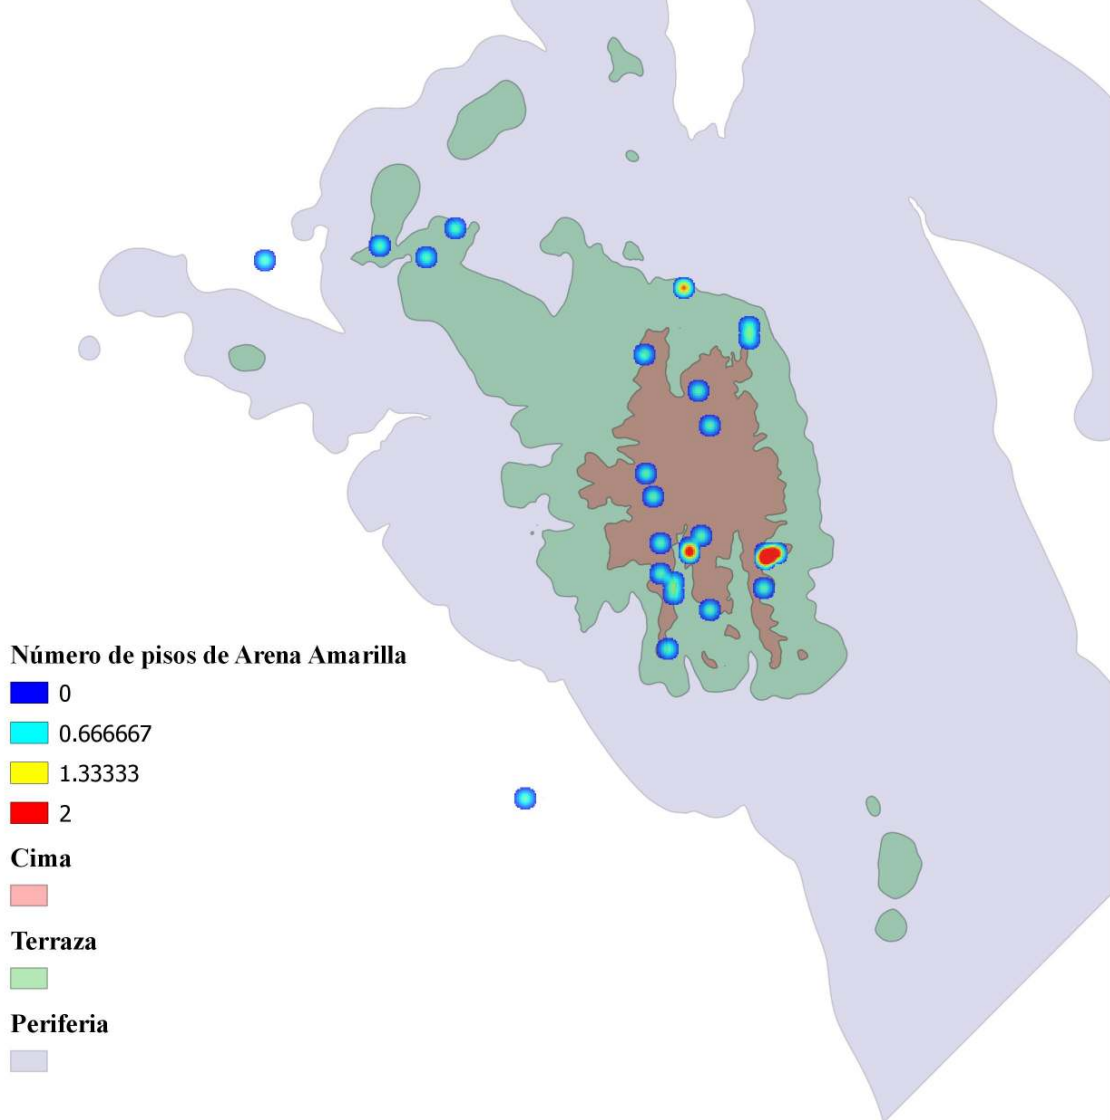 Número de pisos de Arena Amarilla
0
0.666667
1.33333
2
Cima
Terraza
Periferia